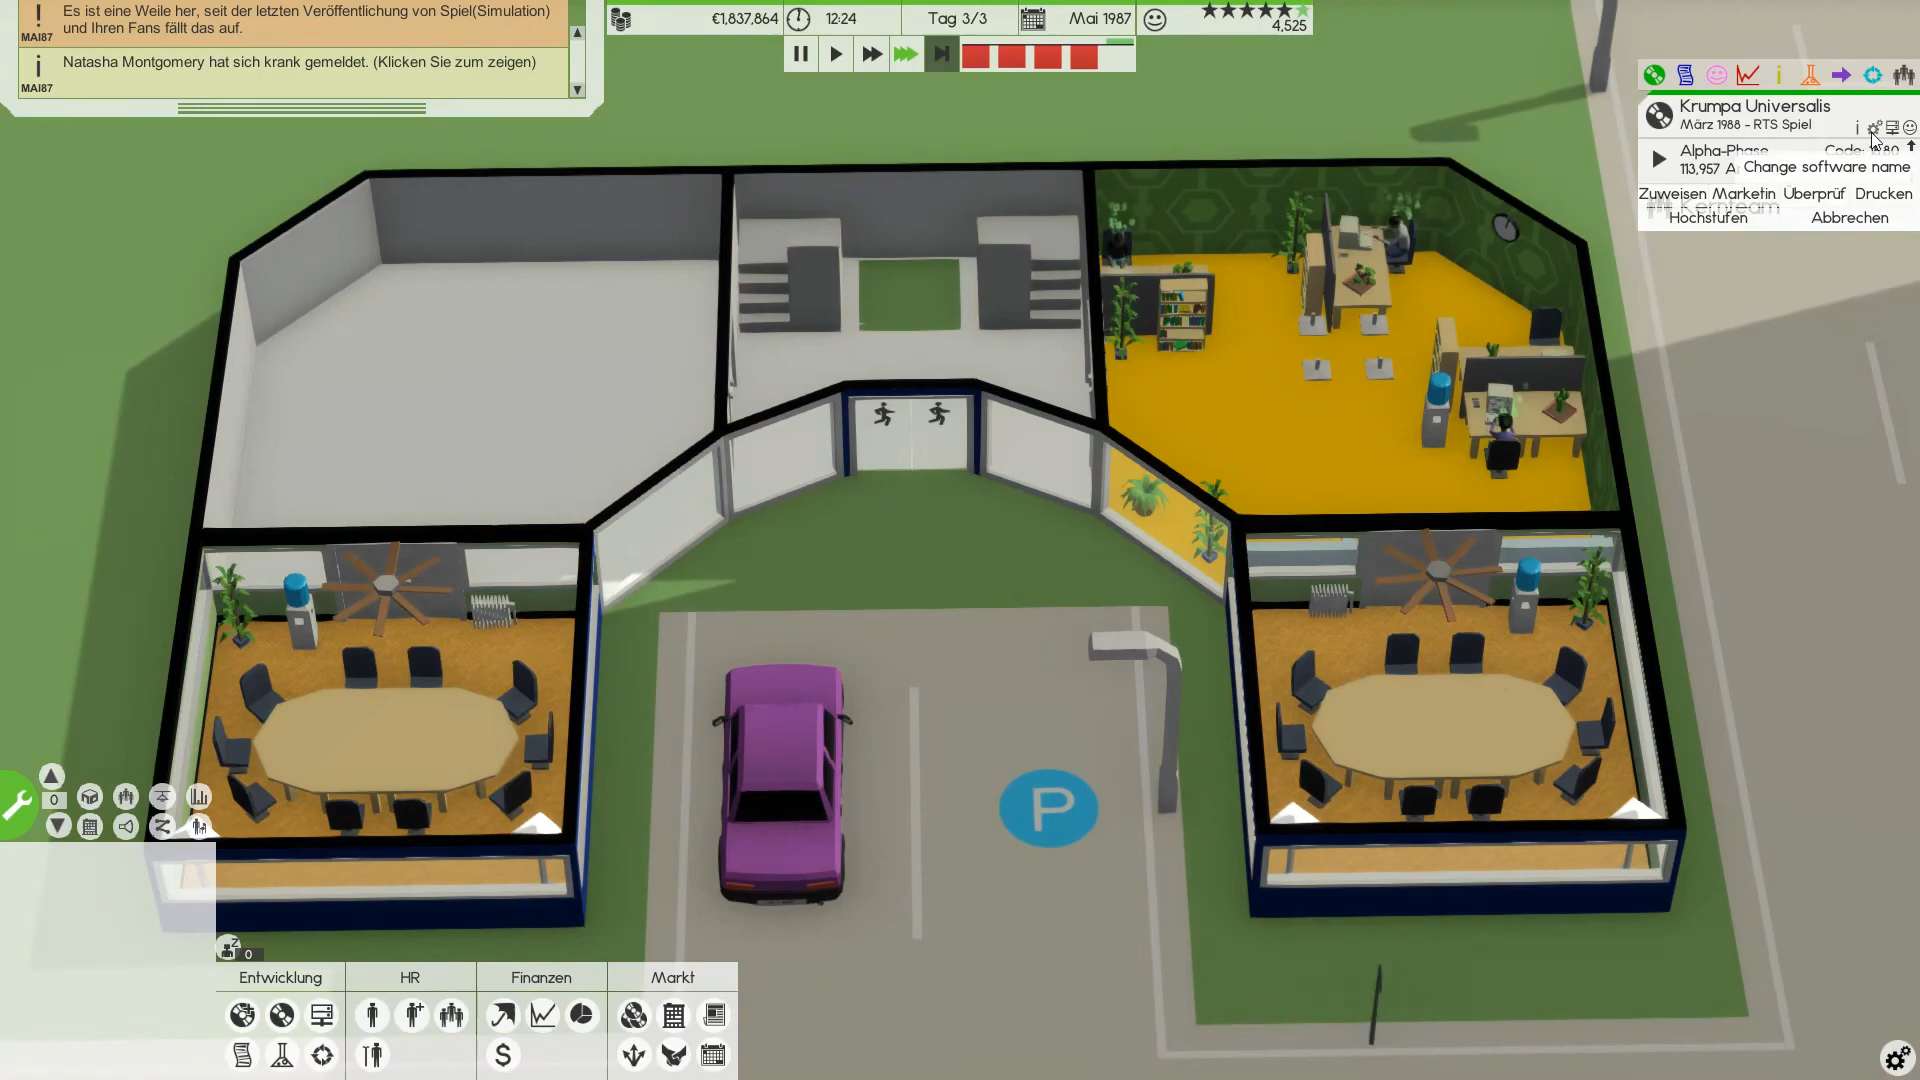 Es ist eine Weile her, seit der letzten Veröffentlichung von Spiel(Simulation)
und Ihren Fans fällt das auf.
MAI87
Natasha Montgomery hat sich krank gemeldet. (Klicken Sie zum zeigen)
MAI87
€1,837,864
12:24
Tag 3/3
Mai 1987
4,525
Krumpa Universalis
März 1988 - RTS Spiel
Alpha-Phase
Code:
113,957
Change software name
Zuweisen Marketin Überprüf Drucken
Kernteam
Hochstufen Abbrechen
P
0
0
Entwicklung HR Finanzen Markt